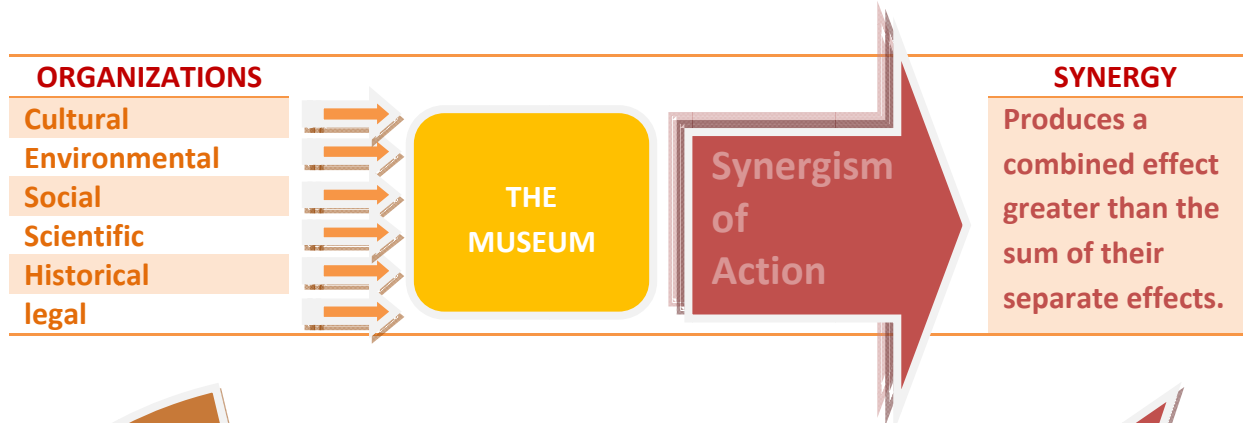 ORGANIZATIONS
Cultural
Environmental
Social
Scientific
Historical
legal
THE
MUSEUM
Synergism
of
Action
SYNERGY
Produces a
combined effect
greater than the
sum of their
separate effects.